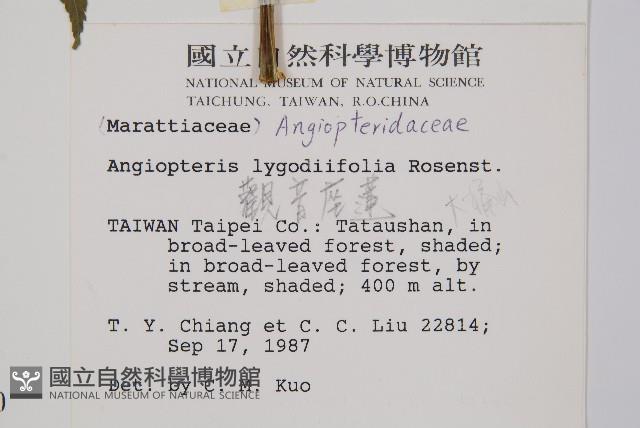 國立自然科學博物館
NATIONAL MUSEUM OF NATURAL SCIENCE
TAICHUNG, TAIWAN, R.O.CHINA
(Marattiaceae) Angiopteridaceae
Angiopteris lygodiifolia Rosenst.
觀音座蓮
TAIWAN Taipei Co.: Tataushan, in
broad-leaved forest, shaded;
in broad-leaved forest, by
stream, shaded; 400 m alt.
T. Y. Chiang et C. C. Liu 22814;
Sep 17, 1987
國立自然科學博物館
NATIONAL MUSEUM OF NATURAL SCIENCE
Det. by C. M. Kuo